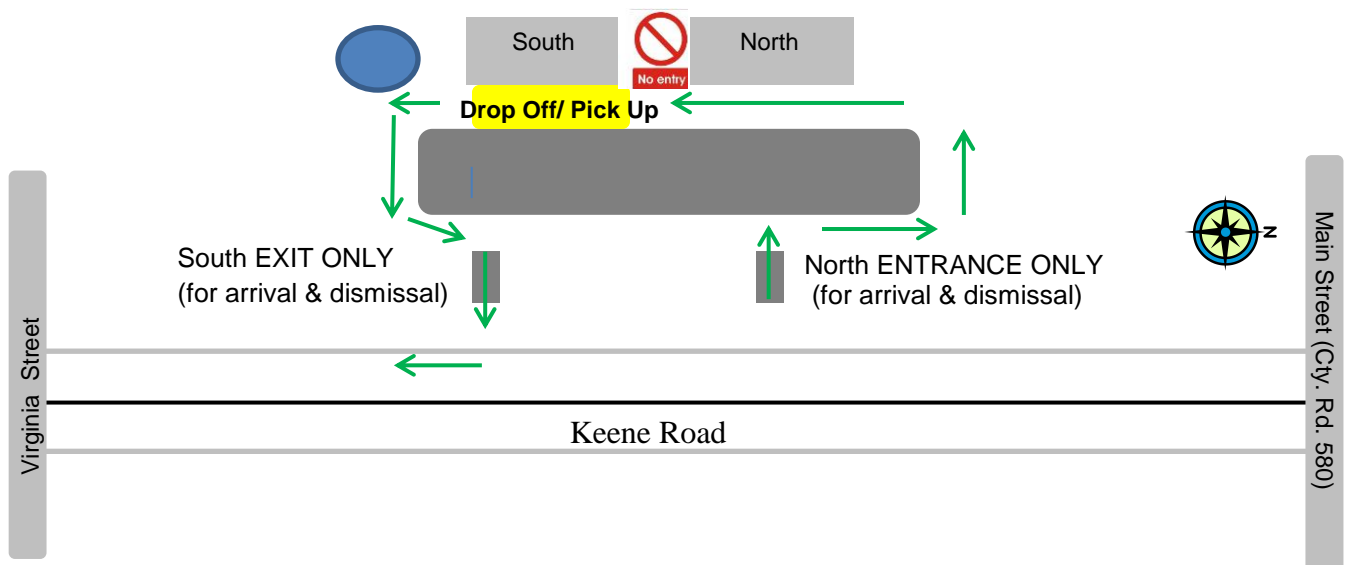 South
North
No entry
Drop Off/ Pick Up
South EXIT ONLY
(for arrival & dismissal)
North ENTRANCE ONLY
(for arrival & dismissal)
N
Virginia Street
Main Street (Cty. Rd. 580)
Keene Road